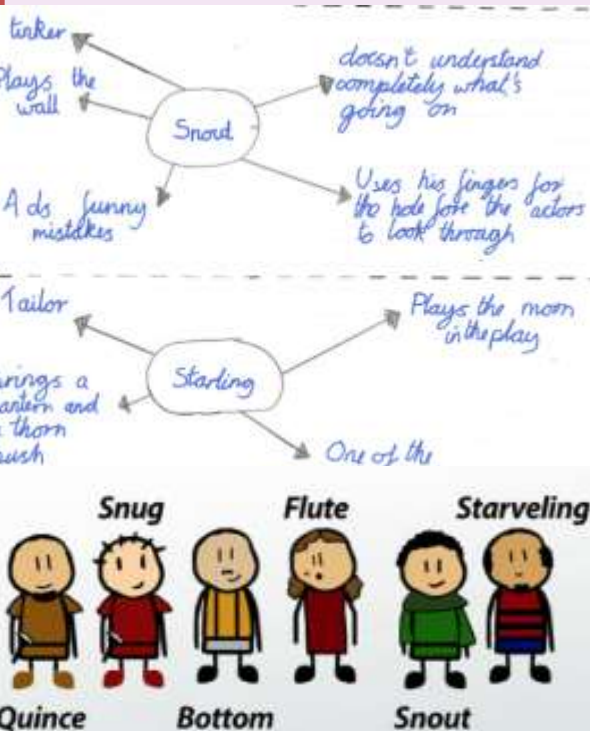 tinker
Plays the
wall
Snout
doesn't understand
completely what's
going on
Ads funny
mistakes
Uses his fingers for
the hole fore the actors
to look through
Tailor
Plays the moon
in the play
Starling
brings a
lantern and
a thorn
bush
One of the
Snug
Flute
Starveling
Quince
Bottom
Snout